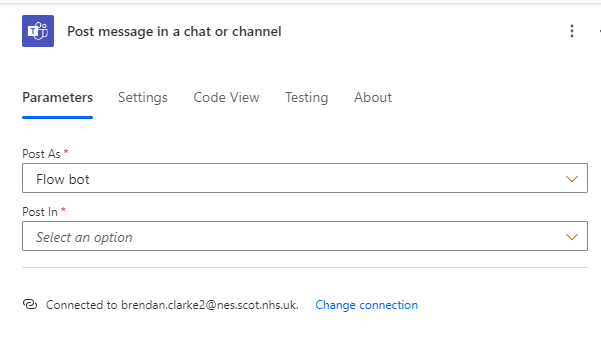 Post message in a chat or channel
Parameters Settings Code View Testing About
Post As *
Flow bot
Post In *
Select an option
Connected to brendan.clarke2@nes.scot.nhs.uk. Change connection